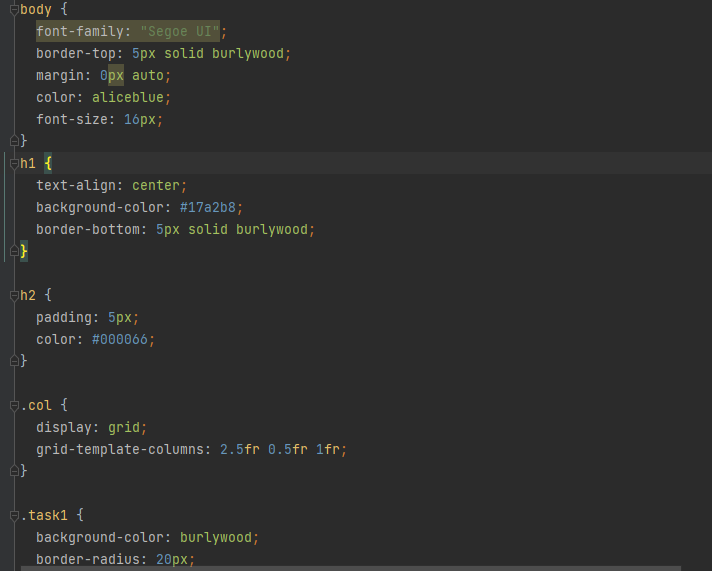 body {
font-family: "Segoe UI";
border-top: 5px solid burlywood;
margin: 0px auto;
color: aliceblue;
font-size: 16px;
}
h1 {
text-align: center;
background-color: #17a2b8;
border-bottom: 5px solid burlywood;
}
h2 {
padding: 5px;
color: #000066;
}
.col {
display: grid;
grid-template-columns: 2.5fr 0.5fr 1fr;
}
.task1 {
background-color: burlywood;
border-radius: 20px;